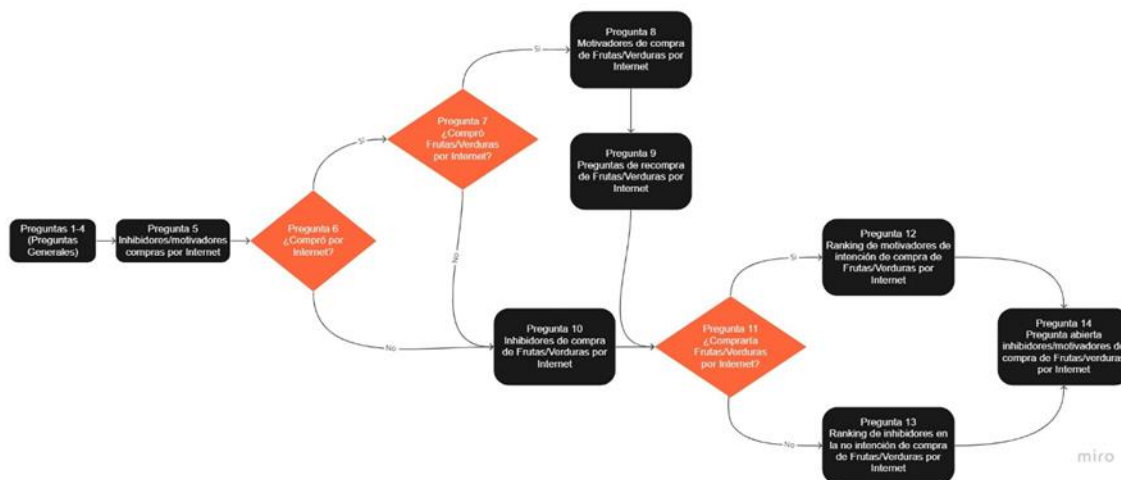 Preguntas 1-4
(Preguntas
Generales)
Pregunta 5
Inhibidores/motivadores
compras por Internet
Pregunta 6
¿Compró por
Internet?
Si
No
Pregunta 7
¿Compró
Frutas/Verduras
por Internet?
Si
No
Pregunta 8
Motivadores de compra
de Frutas/Verduras por
Internet
Pregunta 9
Preguntas de recompra
de Frutas/Verduras por
Internet
Pregunta 10
Inhibidores de compra
de Frutas/Verduras por
Internet
Pregunta 11
¿Compraría
Frutas/Verduras
por Internet?
Si
No
Pregunta 12
Ranking de motivadores de
intención de compra de
Frutas/Verduras por
Internet
Pregunta 13
Ranking de inhibidores en
la no intención de compra
de Frutas/Verduras por
Internet
Pregunta 14
Pregunta abierta
inhibidores/motivadores de
compra de Frutas/verduras
por Internet
miro